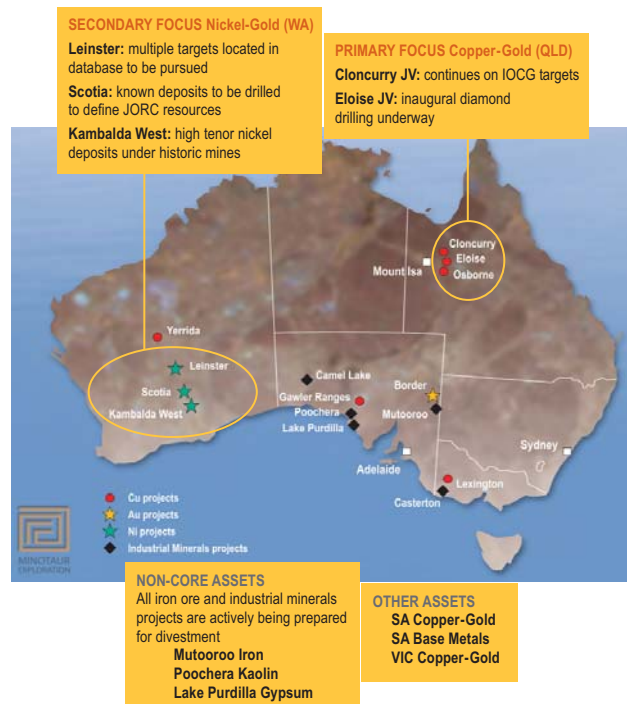 SECONDARY FOCUS Nickel-Gold (WA)
Leinster: multiple targets located in
database to be pursued
Scotia: known deposits to be drilled
to define JORC resources
Kambalda West: high tenor nickel
deposits under historic mines
PRIMARY FOCUS Copper-Gold (QLD)
Cloncurry JV: continues on IOCG targets
Eloise JV: inaugural diamond
drilling underway
Cloncurry
Eloise
Mount Isa
Osborne
Yerrida
Leinster
Scotia
Kambalda West
Camel Lake
Gawler Ranges
Poochera
Lake Purdilla
Border
Mutooroo
Adelaide
Sydney
Lexington
Casterton
Cu projects
Au projects
Ni projects
Industrial Minerals projects
MINOTAUR
EXPLORATION
NON-CORE ASSETS
All iron ore and industrial minerals
projects are actively being prepared
for divestment
Mutooroo Iron
Poochera Kaolin
Lake Purdilla Gypsum
OTHER ASSETS
SA Copper-Gold
SA Base Metals
VIC Copper-Gold